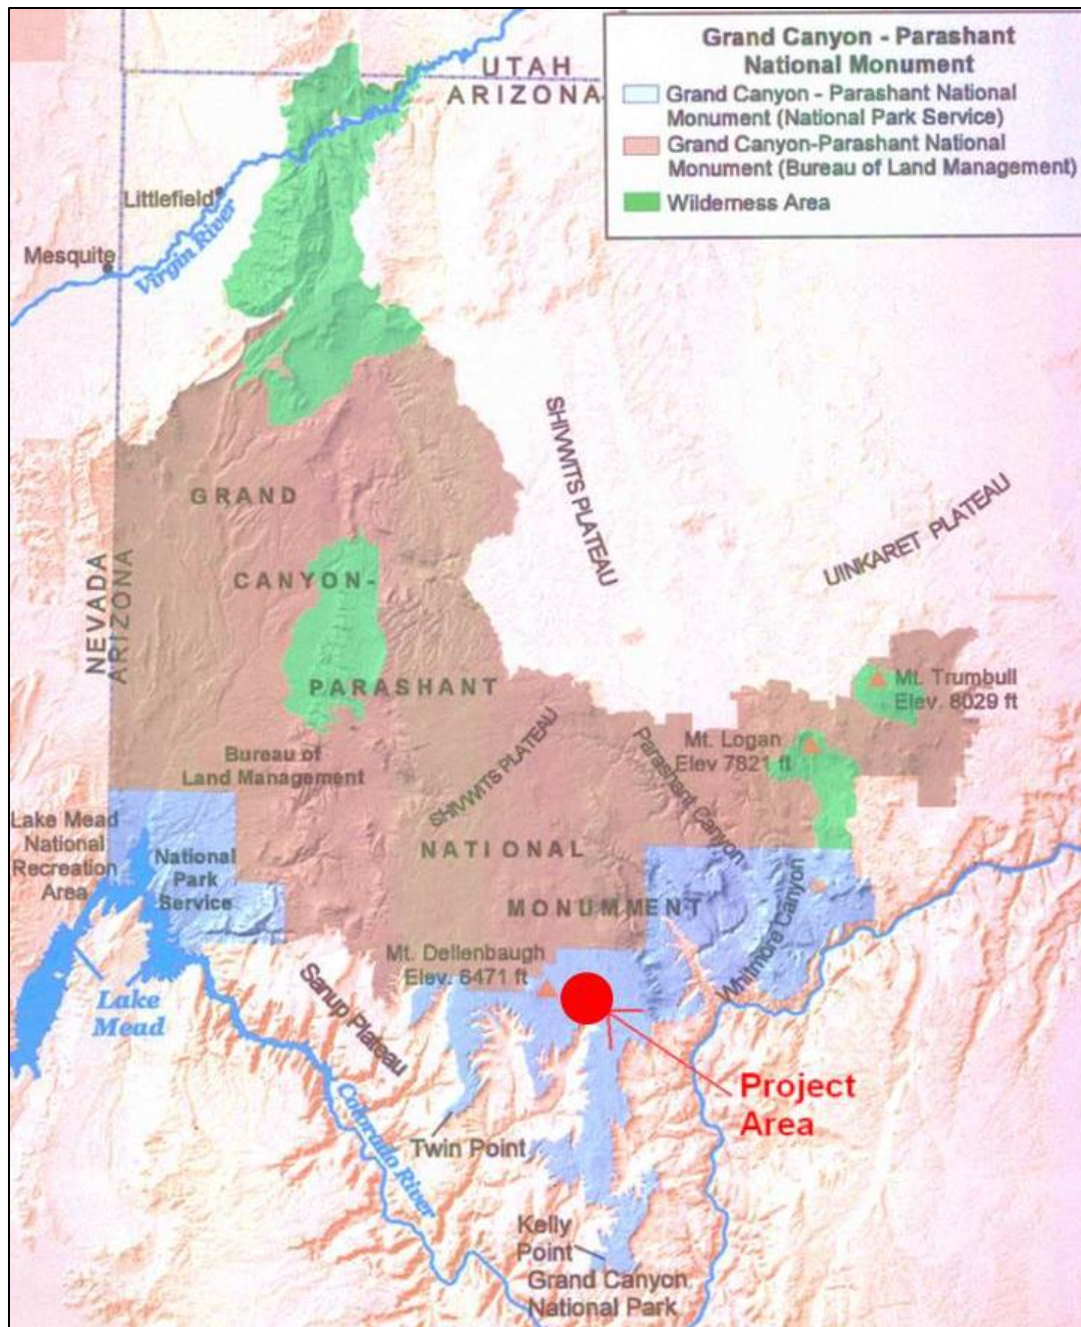 Grand Canyon - Parashant
National Monument
Grand Canyon - Parashant National
Monument (National Park Service)
Grand Canyon-Parashant National
Monument (Bureau of Land Management)
Wilderness Area
UTAH
ARIZONA
Littlefield
Mesquite
Virgin River
SHIVWITS PLATEAU
UINKARET PLATEAU
GRAND
CANYON-
PARASHANT
NEVADA
ARIZONA
Mt. Trumbull
Elev. 8029 ft
Mt. Logan
Elev 7821 ft
Bureau of
Land Management
SHIVWITS PLATEAU
Parashant Canyon
Lake Mead
National
Recreation
Area
National
Park
Service
NATIONAL
MONUMMENT
Whitmore Canyon
Mt. Dellenbaugh
Elev. 6471 ft
Lake
Mead
Sanup Plateau
Colorado River
Project
Area
Twin Point
Kelly
Point
Grand Canyon
National Park